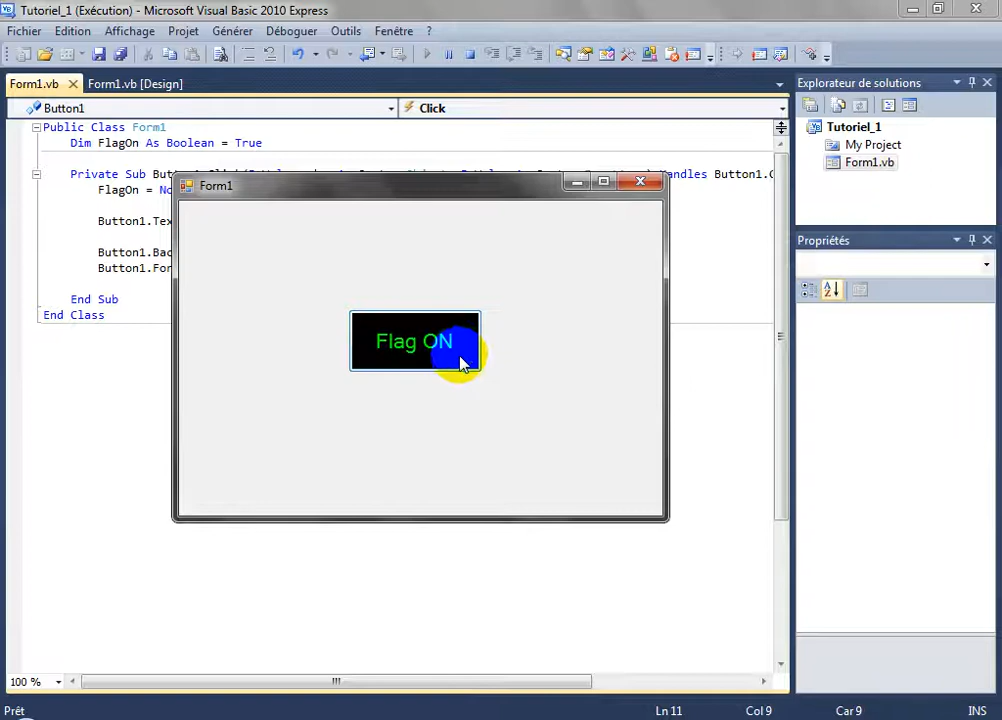 Tutoriel_1 (Exécution) - Microsoft Visual Basic 2010 Express
Fichier Edition Affichage Projet Générer Déboguer Outils Fenêtre ?
Form1.vb Form1.vb [Design]
Button1 Click
Public Class Form1
Dim FlagOn As Boolean = True
Private Sub Handles Button1.C
FlagOn = No
Button1.Tex
Button1.Bac
Button1.For
End Sub
End Class
Form1
Flag ON
Explorateur de solutions
Tutoriel_1
My Project
Form1.vb
Propriétés
100 %
Prêt Ln 11 Col 9 Car 9 INS